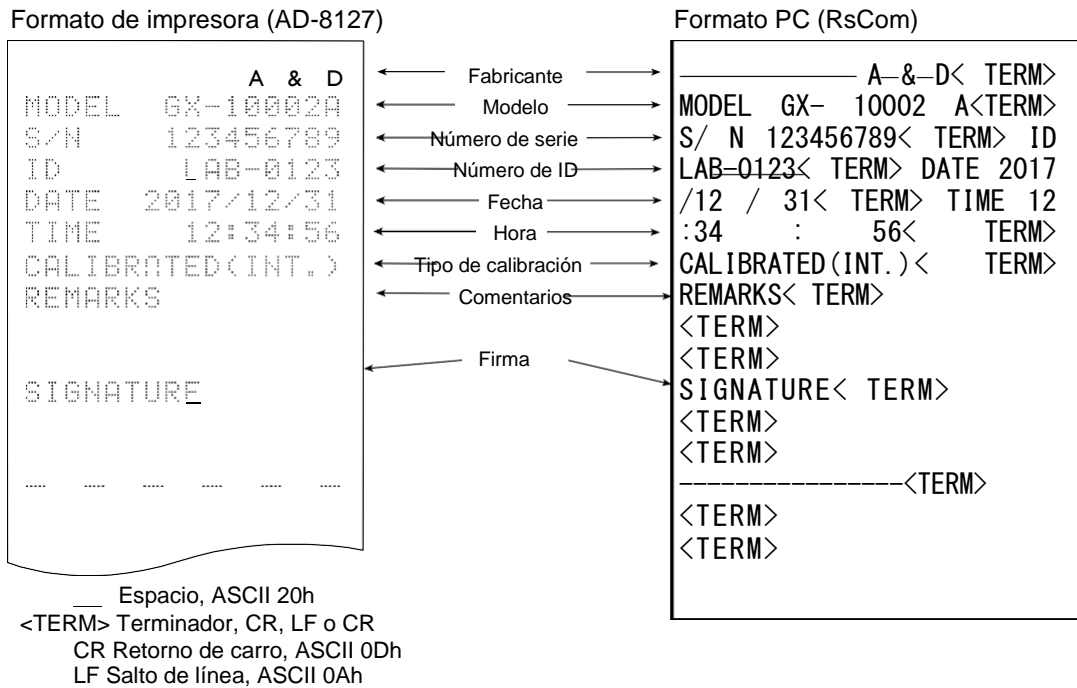 Formato de impresora (AD-8127)
A & D
MODEL GX-10002A
S/N 123456789
ID LAB-0123
DATE 2017/12/31
TIME 12:34:56
CALIBRATED(INT.)
REMARKS
SIGNATURE
Fabricante
Modelo
Número de serie
Número de ID
Fecha
Hora
Tipo de calibración
Comentarios
Firma
Formato PC (RsCom)
A-&-D< TERM>
MODEL GX- 10002 A<TERM>
S/ N 123456789< TERM> ID
LAB-0123< TERM> DATE 2017
/12 / 31< TERM> TIME 12
:34 : 56< TERM>
CALIBRATED(INT.)< TERM>
REMARKS< TERM>
<TERM>
<TERM>
SIGNATURE< TERM>
<TERM>
<TERM>
----------------<TERM>
<TERM>
<TERM>
__ Espacio, ASCII 20h
<TERM> Terminador, CR, LF o CR
CR Retorno de carro, ASCII 0Dh
LF Salto de línea, ASCII 0Ah